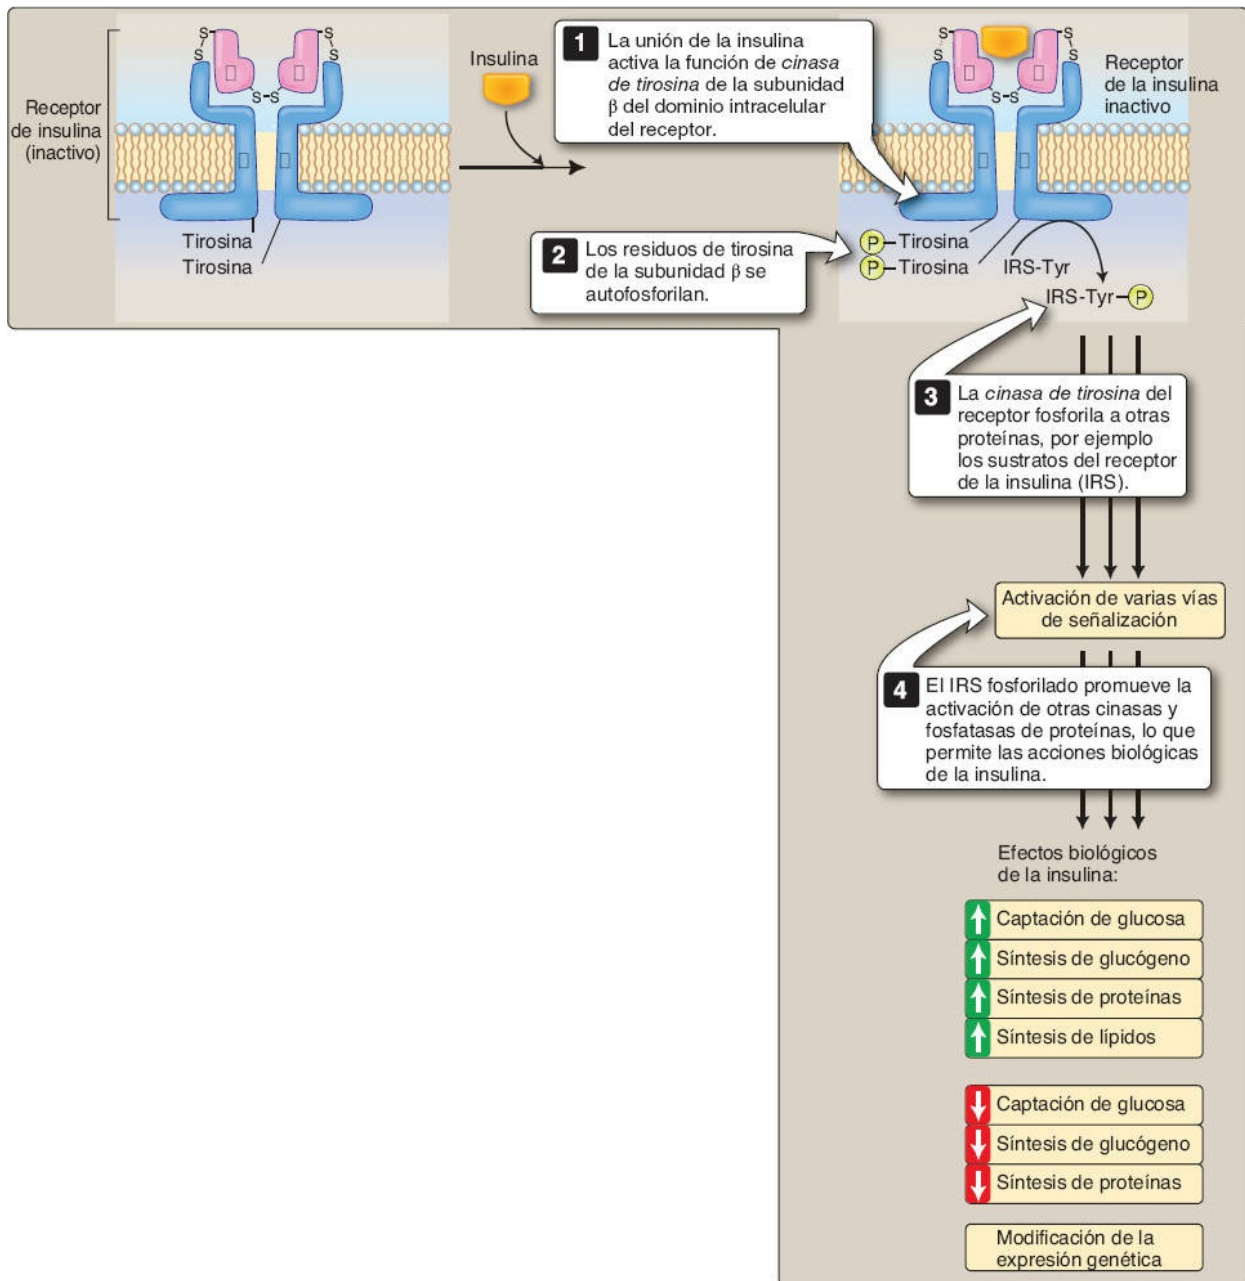 S
S
S
S
S-S
Receptor
de insulina
(inactivo)
Tirosina
Tirosina
Insulina
1 La unión de la insulina
activa la función de cinasa
de tirosina de la subunidad
β del dominio intracelular
del receptor.
S
S
S
S
S-S
Receptor
de la insulina
inactivo
2 Los residuos de tirosina
de la subunidad β se
autofosforilan.
P–Tirosina
P–Tirosina
IRS-Tyr
IRS-Tyr–P
3 La cinasa de tirosina del
receptor fosforila a otras
proteínas, por ejemplo
los sustratos del receptor
de la insulina (IRS).
Activación de varias vías
de señalización
4 El IRS fosforilado promueve la
activación de otras cinasas y
fosfatasas de proteínas, lo que
permite las acciones biológicas
de la insulina.
Efectos biológicos
de la insulina:
Captación de glucosa
Síntesis de glucógeno
Síntesis de proteínas
Síntesis de lípidos
Captación de glucosa
Síntesis de glucógeno
Síntesis de proteínas
Modificación de la
expresión genética